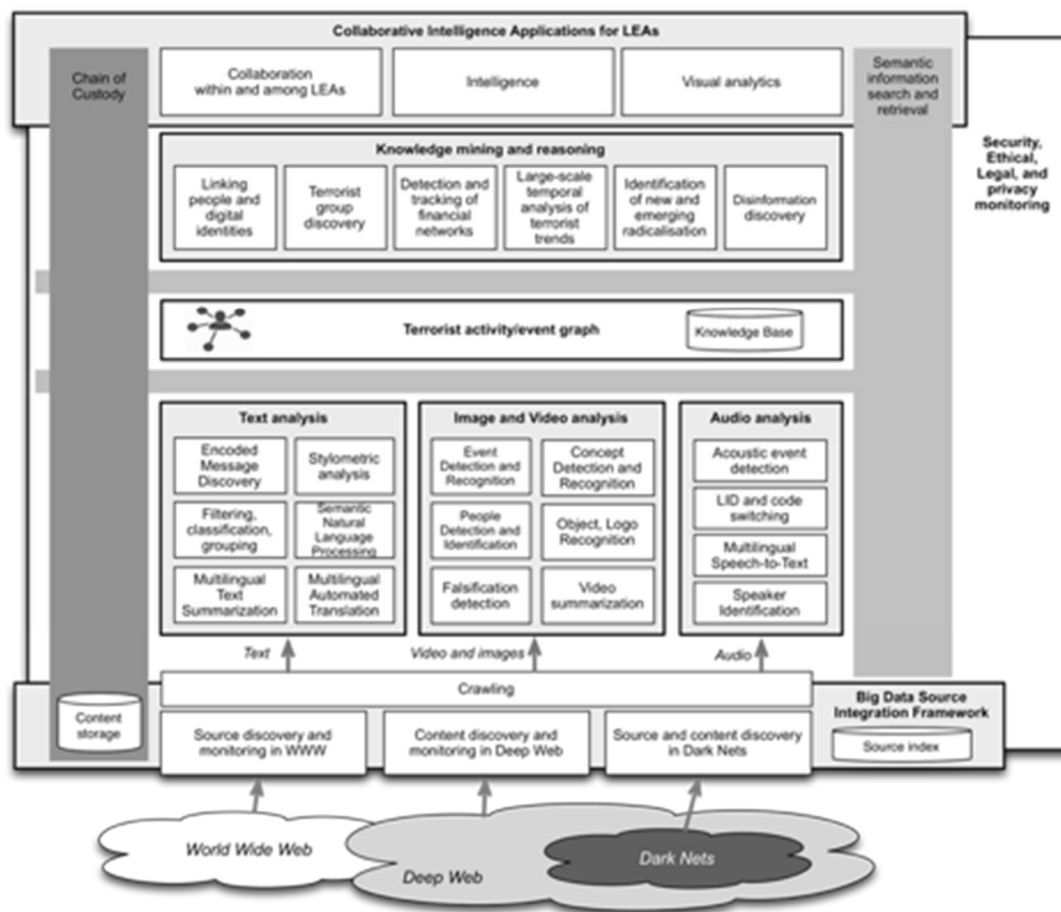 Collaborative Intelligence Applications for LEAs
Chain of
Custody
Collaboration
within and among LEAs
Intelligence
Visual analytics
Semantic
information
search and
retrieval
Security,
Ethical,
Legal, and
privacy
monitoring
Knowledge mining and reasoning
Linking
people and
digital
identities
Terrorist
group
discovery
Detection and
tracking of
financial
networks
Large-scale
temporal
analysis of
terrorist
trends
Identification
of new and
emerging
radicalisation
Disinformation
discovery
Terrorist activity/event graph
Knowledge Base
Text analysis
Encoded
Message
Discovery
Stylometric
analysis
Filtering,
classification,
grouping
Semantic
Natural
Language
Processing
Multilingual
Text
Summarization
Multilingual
Automated
Translation
Image and Video analysis
Event
Detection and
Recognition
Concept
Detection and
Recognition
People
Detection and
Identification
Object, Logo
Recognition
Falsification
detection
Video
summarization
Audio analysis
Acoustic event
detection
LID and code
switching
Multilingual
Speech-to-Text
Speaker
Identification
Text
Video and images
Audio
Crawling
Content
storage
Source discovery and
monitoring in WWW
Content discovery and
monitoring in Deep Web
Source and content discovery
in Dark Nets
Big Data Source
Integration Framework
Source index
World Wide Web
Deep Web
Dark Nets